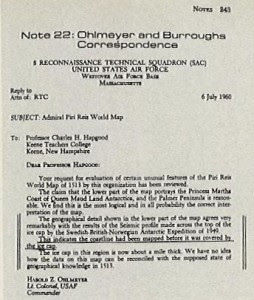 NOTES 243
Note 22: Ohlmeyer and Burroughs
Correspondence
8 RECONNAISSANCE TECHNICAL SQUADRON (SAC)
UNITED STATES AIR FORCE
WESTOVER AIR FORCE BASE
MASSACHUSETTS
Reply to
Attn of: RTC 6 July 1960
SUBJECT: Admiral Piri Reis World Map
To: Professor Charles H. Hapgood
Keene Teachers College
Keene, New Hampshire
DEAR PROFESSOR HAPGOOD:
Your request for evaluation of certain unusual features of the Piri Reis
World Map of 1513 by this organization has been reviewed.
The claim that the lower part of the map portrays the Princess Martha
Coast of Queen Maud Land Antarctica, and the Palmer Peninsula is reason-
able. We find this is the most logical and in all probability the correct inter-
pretation of the map.
The geographical detail shown in the lower part of the map agrees very
remarkably with the results of the Seismic profile made across the top of the
ice cap by the Swedish-British-Norwegian Antarctic Expedition of 1949.
This indicates the coastline had been mapped before it was covered by
the ice cap.
The ice cap in this region is now about a mile thick. We have no idea
how the data on this map can be reconciled with the supposed state of
geographical knowledge in 1513.
HAROLD Z. OHLMEYER
Lt. Colonel, USAF
Commander